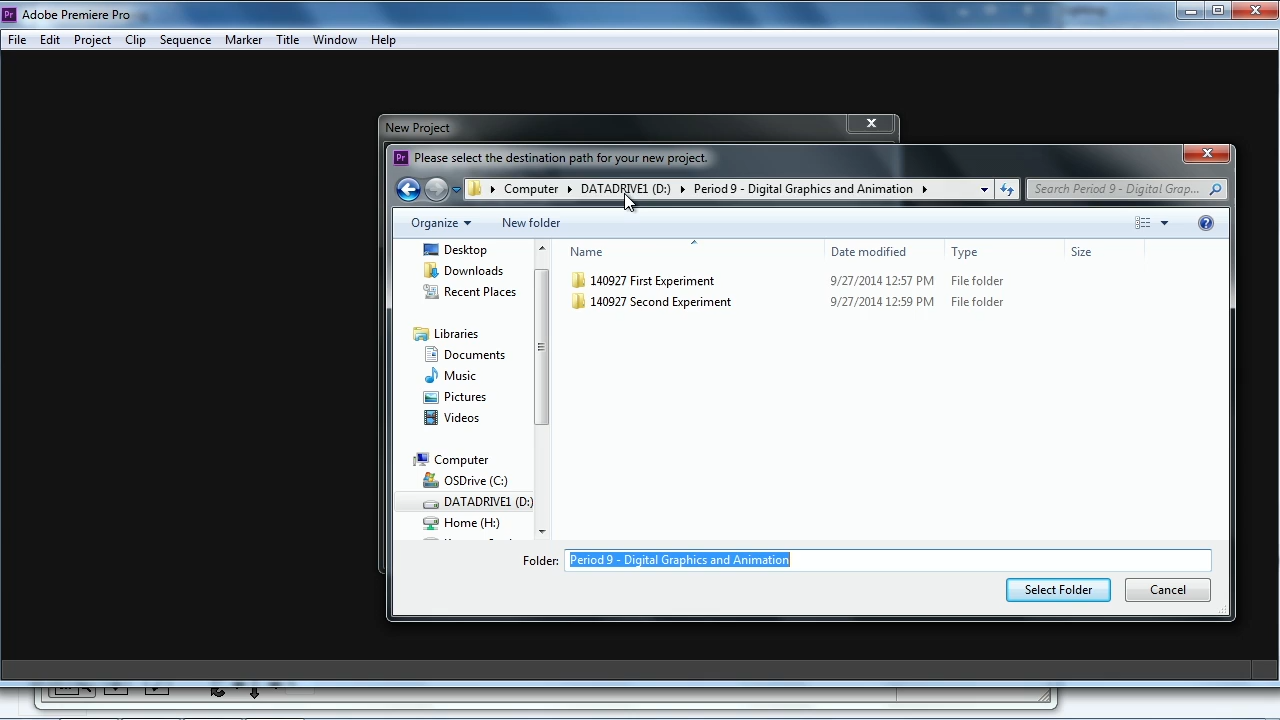 Adobe Premiere Pro
File Edit Project Clip Sequence Marker Title Window Help
New Project
Please select the destination path for your new project.
Computer DATADRIVE1 (D:) Period 9 - Digital Graphics and Animation Search Period 9 - Digital Grap...
Organize New folder
Name Date modified Type Size
Desktop
Downloads
Recent Places
Libraries
Documents
Music
Pictures
Videos
Computer
OSDrive (C:)
DATADRIVE1 (D:)
Home (H:)
140927 First Experiment 9/27/2014 12:57 PM File folder
140927 Second Experiment 9/27/2014 12:59 PM File folder
Folder: Period 9 - Digital Graphics and Animation
Select Folder Cancel